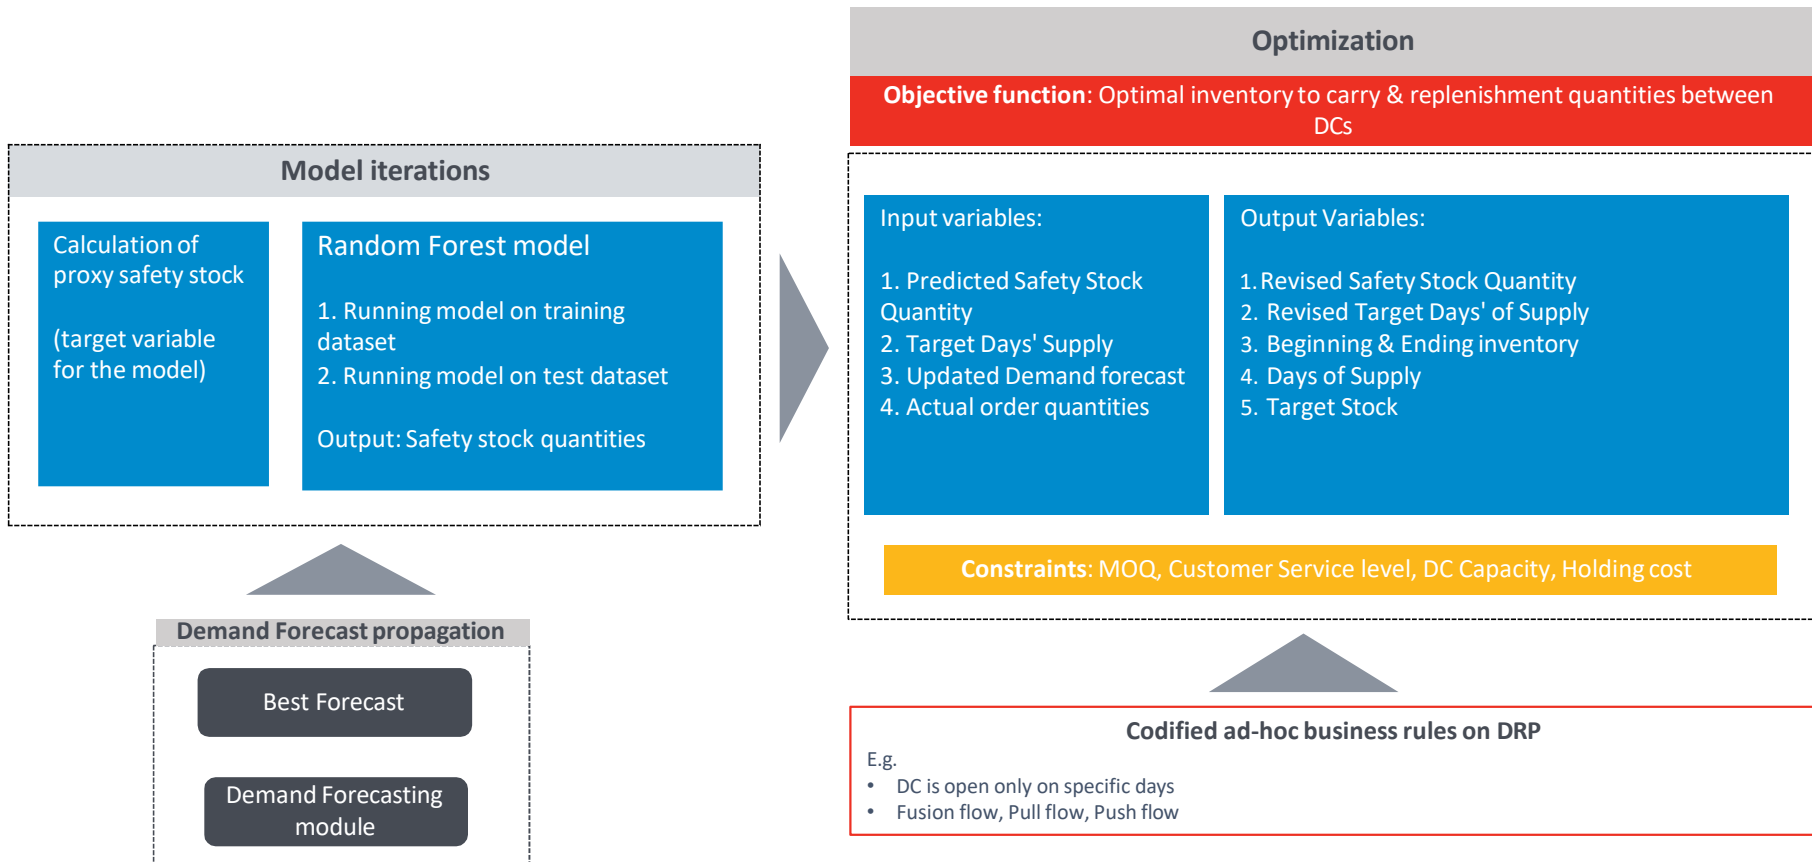 Optimization
Objective function: Optimal inventory to carry & replenishment quantities between
DCs
Model iterations
Calculation of
proxy safety stock
(target variable
for the model)
Random Forest model
1. Running model on training
dataset
2. Running model on test dataset
Output: Safety stock quantities
Input variables:
1. Predicted Safety Stock
Quantity
2. Target Days' Supply
3. Updated Demand forecast
4. Actual order quantities
Output Variables:
1. Revised Safety Stock Quantity
2. Revised Target Days' of Supply
3. Beginning & Ending inventory
4. Days of Supply
5. Target Stock
Constraints: MOQ, Customer Service level, DC Capacity, Holding cost
Demand Forecast propagation
Best Forecast
Demand Forecasting
module
Codified ad-hoc business rules on DRP
E.g.
• DC is open only on specific days
• Fusion flow, Pull flow, Push flow